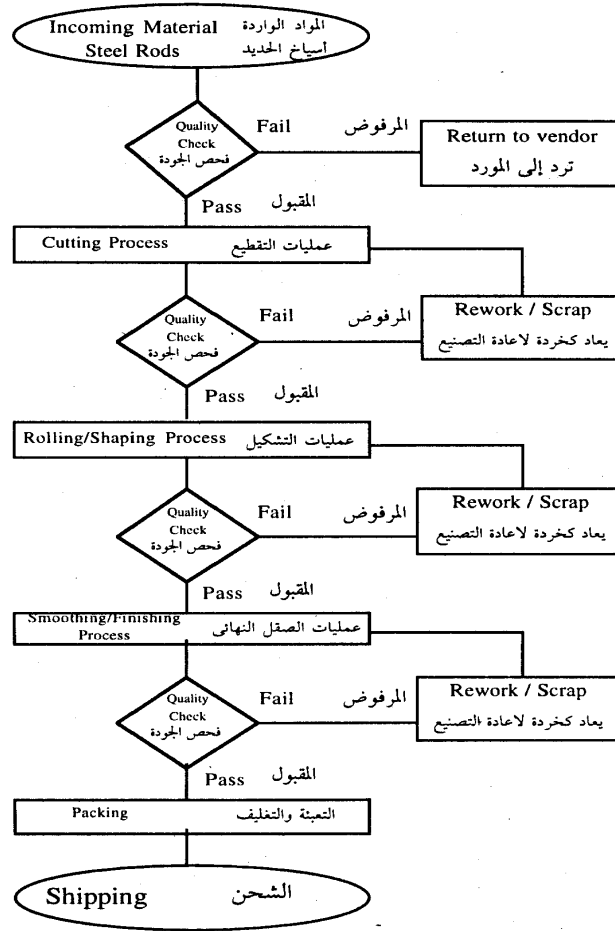 Incoming Material المواد الواردة
Steel Rods أسياخ الحديد
Quality
Check
فحص الجودة
Fail المرفوض
Return to vendor
ترد إلى المورد
Pass المقبول
Cutting Process عمليات التقطيع
Quality
Check
فحص الجودة
Fail المرفوض
Rework / Scrap
يعاد كخردة لاعادة التصنيع
Pass المقبول
Rolling/Shaping Process عمليات التشكيل
Quality
Check
فحص الجودة
Fail المرفوض
Rework / Scrap
يعاد كخردة لاعادة التصنيع
Pass المقبول
Smoothing/Finishing
Process عمليات الصقل النهائى
Quality
Check
فحص الجودة
Fail المرفوض
Rework / Scrap
يعاد كخردة لاعادة التصنيع
Pass المقبول
Packing التعبئة والتغليف
Shipping الشحن